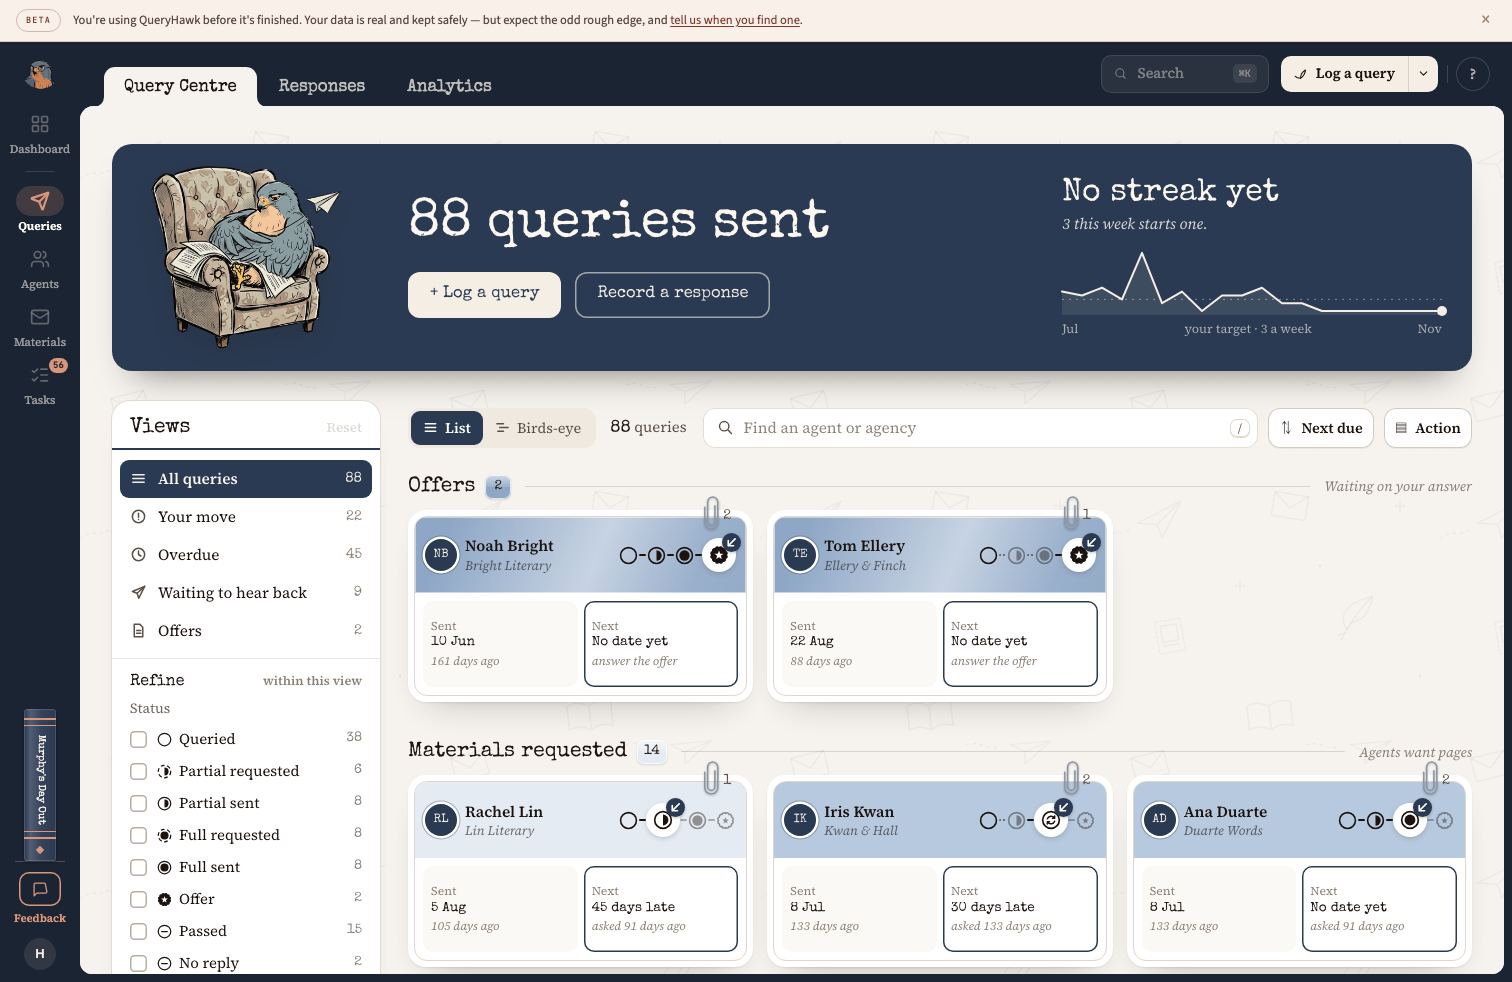 BETA
You're using QueryHawk before it's finished. Your data is real and kept safely — but expect the odd rough edge, and tell us when you find one.
×
Query Centre
Responses
Analytics
Search
⌘K
Log a query
?
Dashboard
Queries
Agents
Materials
56
Tasks
Murphy's Day Out
Feedback
H
88 queries sent
+ Log a query
Record a response
No streak yet
3 this week starts one.
Jul
your target · 3 a week
Nov
Views
Reset
All queries 88
Your move 22
Overdue 45
Waiting to hear back 9
Offers 2
Refine
within this view
Status
Queried 38
Partial requested 6
Partial sent 8
Full requested 8
Full sent 8
Offer 2
Passed 15
No reply 2
List
Birds-eye
88 queries
Find an agent or agency
/
Next due
Action
Offers 2
Waiting on your answer
2
NB
Noah Bright
Bright Literary
Sent
10 Jun
161 days ago
Next
No date yet
answer the offer
1
TE
Tom Ellery
Ellery & Finch
Sent
22 Aug
88 days ago
Next
No date yet
answer the offer
Materials requested 14
Agents want pages
1
RL
Rachel Lin
Lin Literary
Sent
5 Aug
105 days ago
Next
45 days late
asked 91 days ago
2
IK
Iris Kwan
Kwan & Hall
Sent
8 Jul
133 days ago
Next
30 days late
asked 133 days ago
2
AD
Ana Duarte
Duarte Words
Sent
8 Jul
133 days ago
Next
No date yet
asked 91 days ago